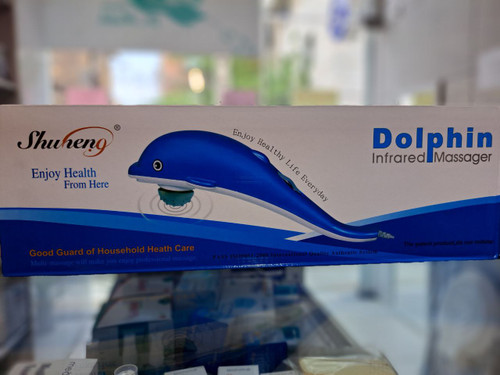 Shuheng®
Enjoy Health
From Here
Enjoy Healthy Life Everyday
Dolphin
Infrared Massager
Good Guard of Household Heath Care